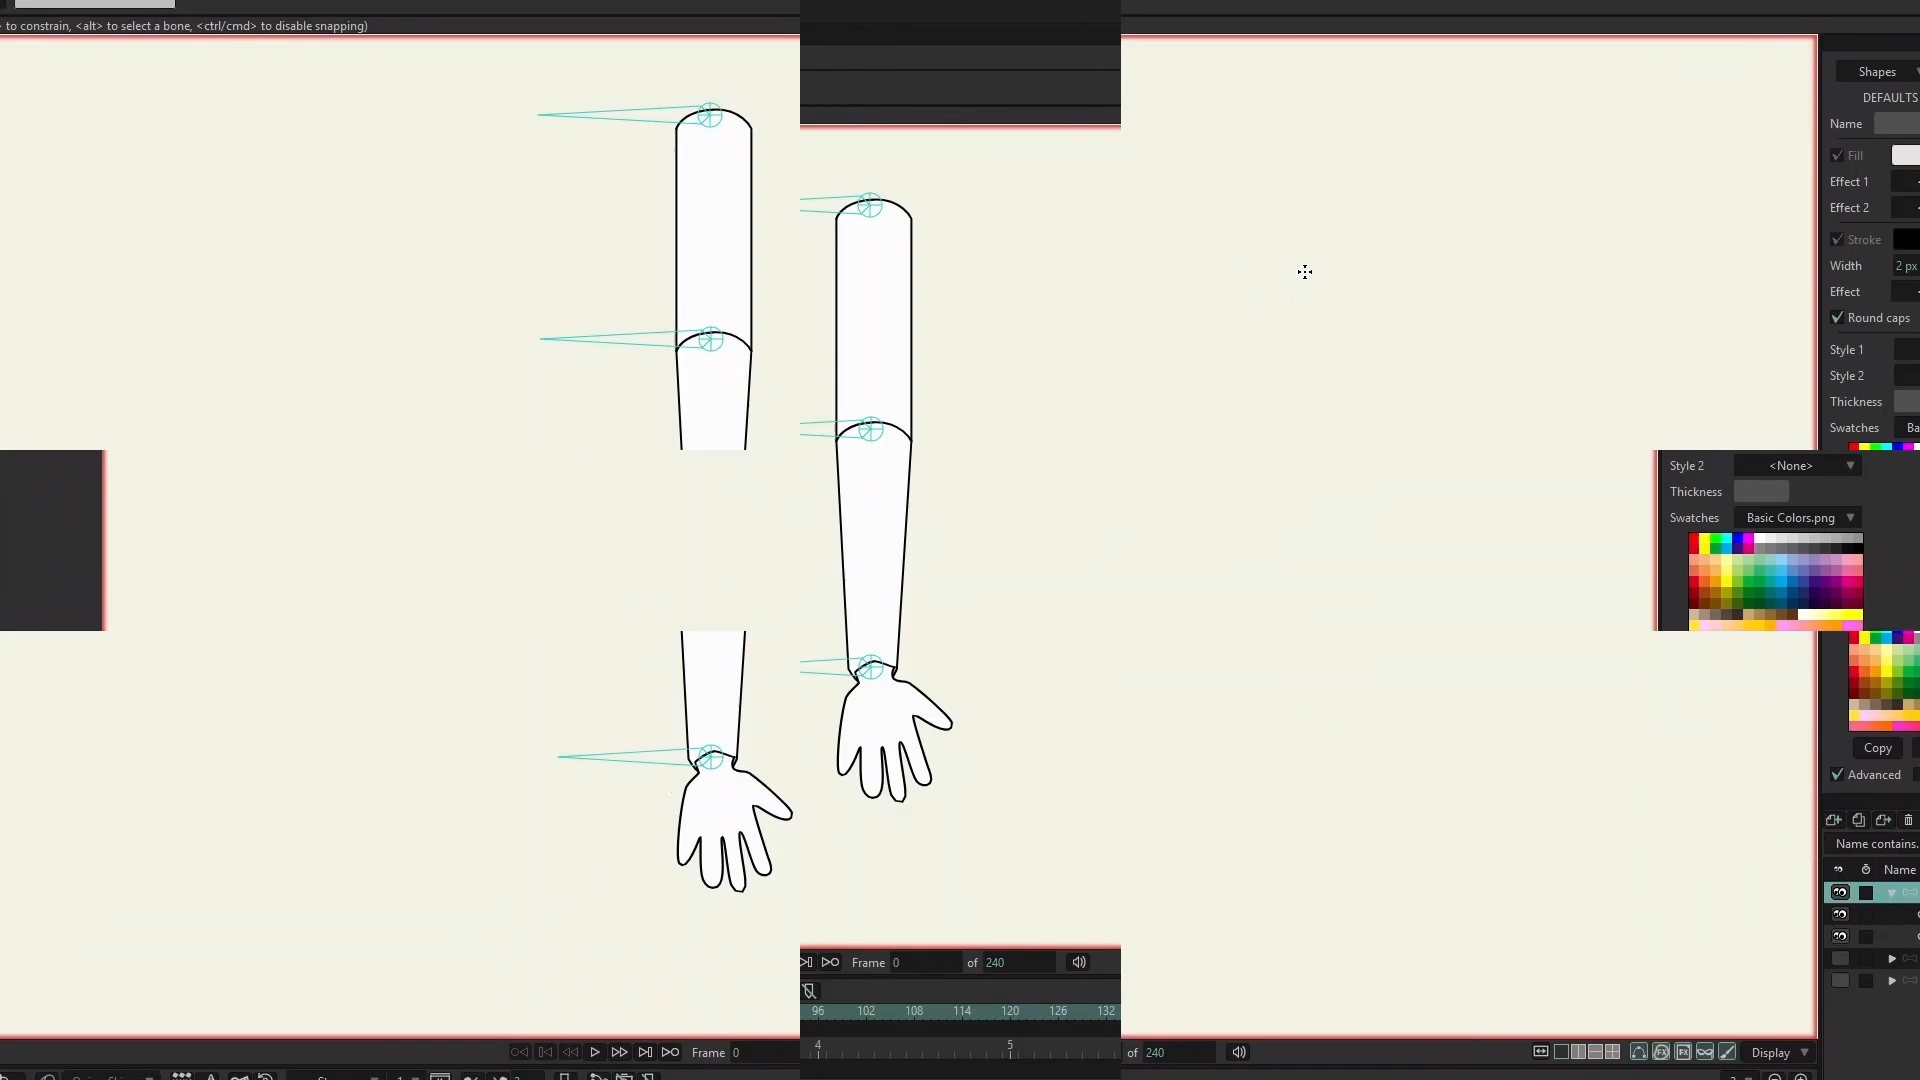 to constrain, <alt> to select a bone, <ctrl/cmd> to disable snapping)
Shapes
DEFAULTS
Name
Fill
Effect 1
Effect 2
Stroke
Width 2 px
Effect
Round caps
Style 1
Style 2
Thickness
Swatches Ba
Style 2 <None>
Thickness
Swatches Basic Colors.png
Copy
Advanced
Name contains.
Name
Frame 0 of 240
96 102 108 114 120 126 132
4 5
Frame 0 of 240 Display